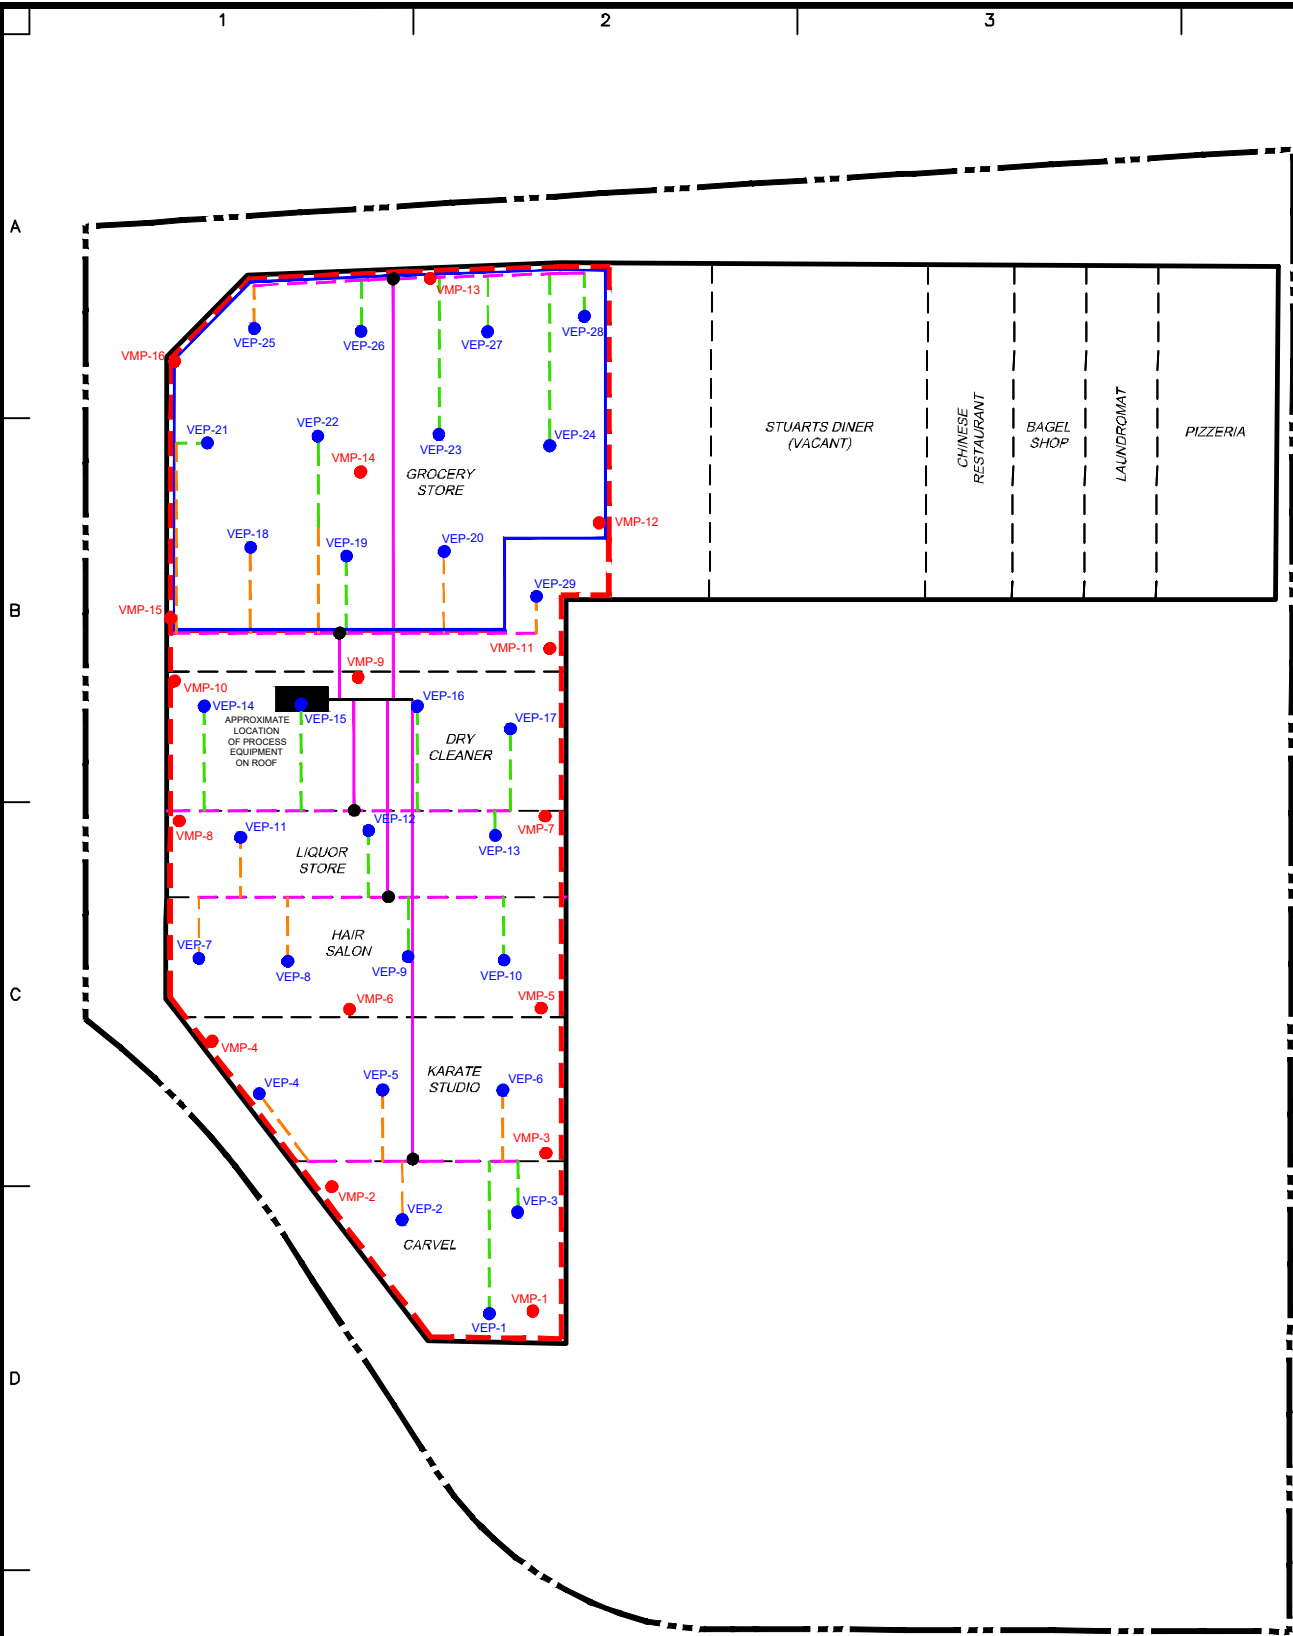 1
2
3
A
VMP-13
VEP-25
VEP-26
VEP-27
VEP-28
VMP-16
VEP-21
VEP-22
VEP-23
VEP-24
VMP-14
GROCERY
STORE
STUARTS DINER
(VACANT)
CHINESE
RESTAURANT
BAGEL
SHOP
LAUNDROMAT
PIZZERIA
VMP-12
VEP-18
VEP-19
VEP-20
VEP-29
B
VMP-15
VMP-11
VMP-9
VMP-10
VEP-14
VEP-15
VEP-16
VEP-17
APPROXIMATE
LOCATION
OF PROCESS
EQUIPMENT
ON ROOF
DRY
CLEANER
VMP-8
VEP-11
VEP-12
VMP-7
VEP-13
LIQUOR
STORE
HAIR
SALON
VEP-7
VEP-8
VEP-9
VEP-10
C
VMP-6
VMP-5
VMP-4
VEP-4
VEP-5
VEP-6
KARATE
STUDIO
VMP-3
VMP-2
VEP-2
VEP-3
CARVEL
VMP-1
VEP-1
D